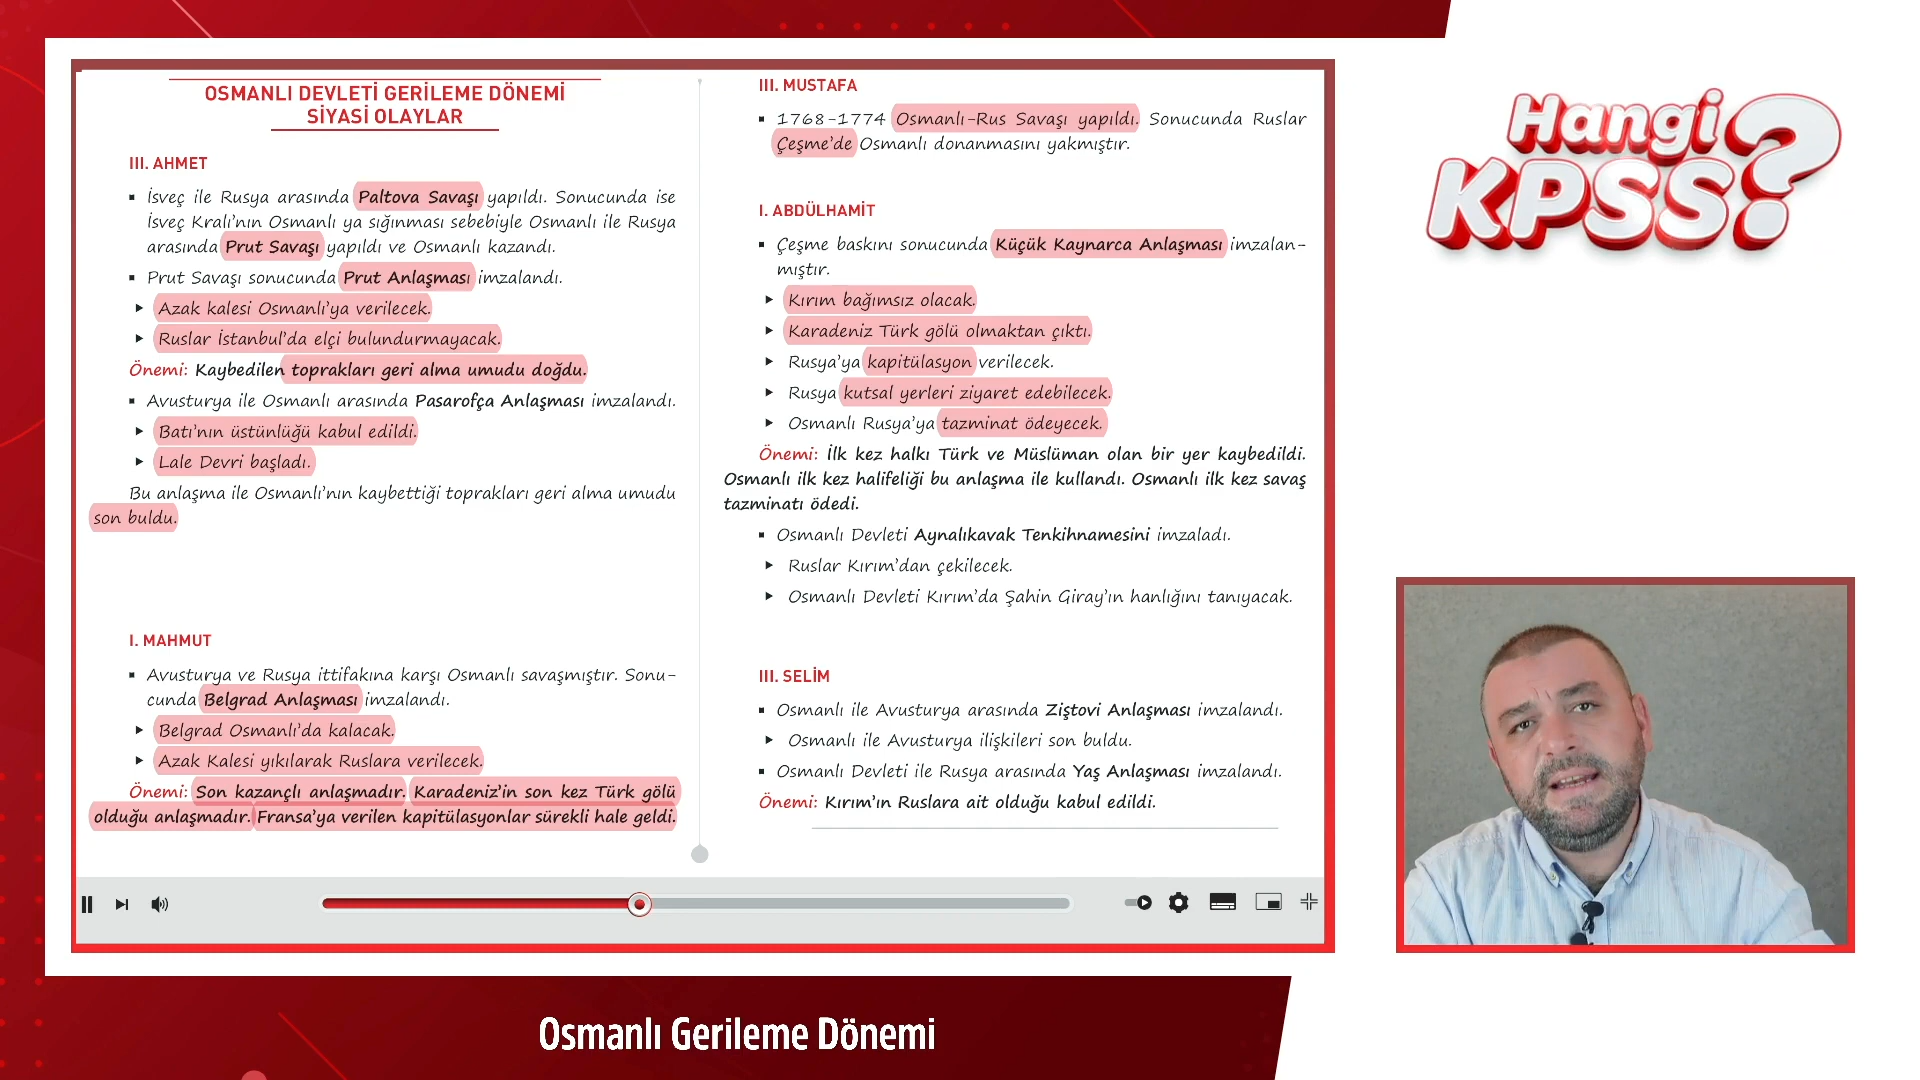 OSMANLI DEVLETİ GERİLEME DÖNEMİ
SİYASİ OLAYLAR
III. AHMET
▪ İsveç ile Rusya arasında Paltova Savaşı yapıldı. Sonucunda ise
İsveç Kralı'nın Osmanlı ya sığınması sebebiyle Osmanlı ile Rusya
arasında Prut Savaşı yapıldı ve Osmanlı kazandı.
▪ Prut Savaşı sonucunda Prut Anlaşması imzalandı.
► Azak kalesi Osmanlı'ya verilecek.
► Ruslar İstanbul'da elçi bulundurmayacak.
Önemi: Kaybedilen toprakları geri alma umudu doğdu.
▪ Avusturya ile Osmanlı arasında Pasarofça Anlaşması imzalandı.
► Batı'nın üstünlüğü kabul edildi.
► Lale Devri başladı.
Bu anlaşma ile Osmanlı'nın kaybettiği toprakları geri alma umudu
son buldu.
I. MAHMUT
▪ Avusturya ve Rusya ittifakına karşı Osmanlı savaşmıştır. Sonu-
cunda Belgrad Anlaşması imzalandı.
► Belgrad Osmanlı'da kalacak.
► Azak Kalesi yıkılarak Ruslara verilecek.
Önemi: Son kazançlı anlaşmadır. Karadeniz'in son kez Türk gölü
olduğu anlaşmadır. Fransa'ya verilen kapitülasyonlar sürekli hale geldi.
III. MUSTAFA
▪ 1768-1774 Osmanlı-Rus Savaşı yapıldı. Sonucunda Ruslar
Çeşme'de Osmanlı donanmasını yakmıştır.
I. ABDÜLHAMİT
▪ Çeşme baskını sonucunda Küçük Kaynarca Anlaşması imzalan-
mıştır.
► Kırım bağımsız olacak.
► Karadeniz Türk gölü olmaktan çıktı.
► Rusya'ya kapitülasyon verilecek.
► Rusya kutsal yerleri ziyaret edebilecek.
► Osmanlı Rusya'ya tazminat ödeyecek.
Önemi: İlk kez halkı Türk ve Müslüman olan bir yer kaybedildi.
Osmanlı ilk kez halifeliği bu anlaşma ile kullandı. Osmanlı ilk kez savaş
tazminatı ödedi.
▪ Osmanlı Devleti Aynalıkavak Tenkihnamesini imzaladı.
► Ruslar Kırım'dan çekilecek.
► Osmanlı Devleti Kırım'da Şahin Giray'ın hanlığını tanıyacak.
III. SELİM
▪ Osmanlı ile Avusturya arasında Ziştovi Anlaşması imzalandı.
► Osmanlı ile Avusturya ilişkileri son buldu.
▪ Osmanlı Devleti ile Rusya arasında Yaş Anlaşması imzalandı.
Önemi: Kırım'ın Ruslara ait olduğu kabul edildi.
Hangi
KPSS?
Osmanlı Gerileme Dönemi